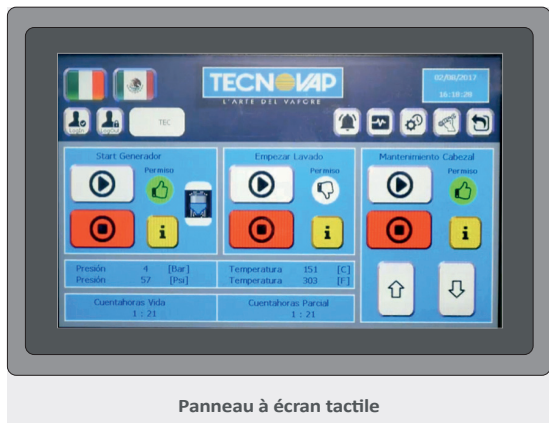 TECNOVAP
L'ARTE DEL VAPORE
02/08/2017
16:18:28
Login
Logout
TEC
Start Generador
Permiso
i
Empezar Lavado
Permiso
i
Mantenimiento Cabezal
Permiso
i
Presión 4 [Bar]
Presión 57 [Psi]
Temperatura 151 [C]
Temperatura 303 [F]
Cuentahoras Vida
1 : 21
Cuentahoras Parcial
1 : 21
Panneau à écran tactile